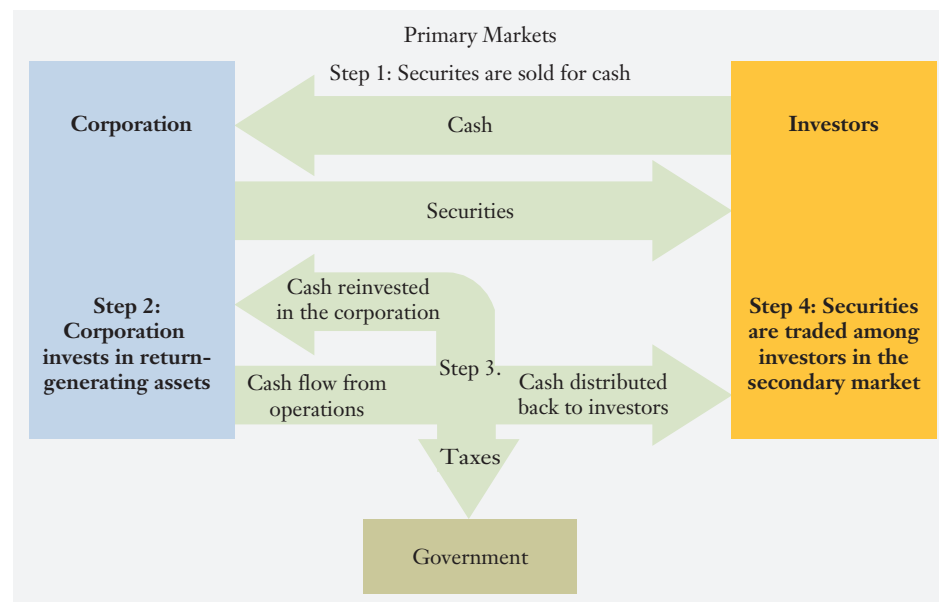 Primary Markets
Step 1: Securites are sold for cash
Corporation
Cash
Investors
Securities
Cash reinvested
in the corporation
Step 2:
Corporation
invests in return-
generating assets
Step 4: Securities
are traded among
investors in the
secondary market
Step 3.
Cash flow from
operations
Cash distributed
back to investors
Taxes
Government